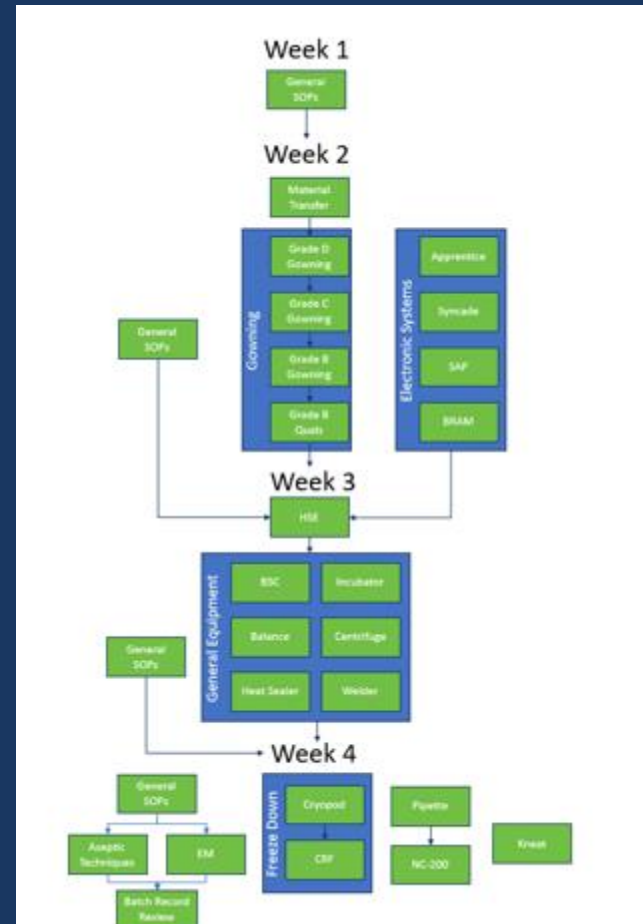 Week 1
General
SOPs
Week 2
Material
Transfer
Gowning
Grade D
Gowning
Grade C
Gowning
Grade B
Gowning
Grade B
Quals
Electronic Systems
Apprentice
Syncade
SAP
BRAM
General
SOPs
Week 3
HSE
General Equipment
BSC
Incubator
Balance
Centrifuge
Heat Sealer
Welder
General
SOPs
Week 4
General
SOPs
Aseptic
Techniques
EM
Batch Record
Review
Freeze Down
Cryopod
CRF
Pipette
NC-200
Kneat